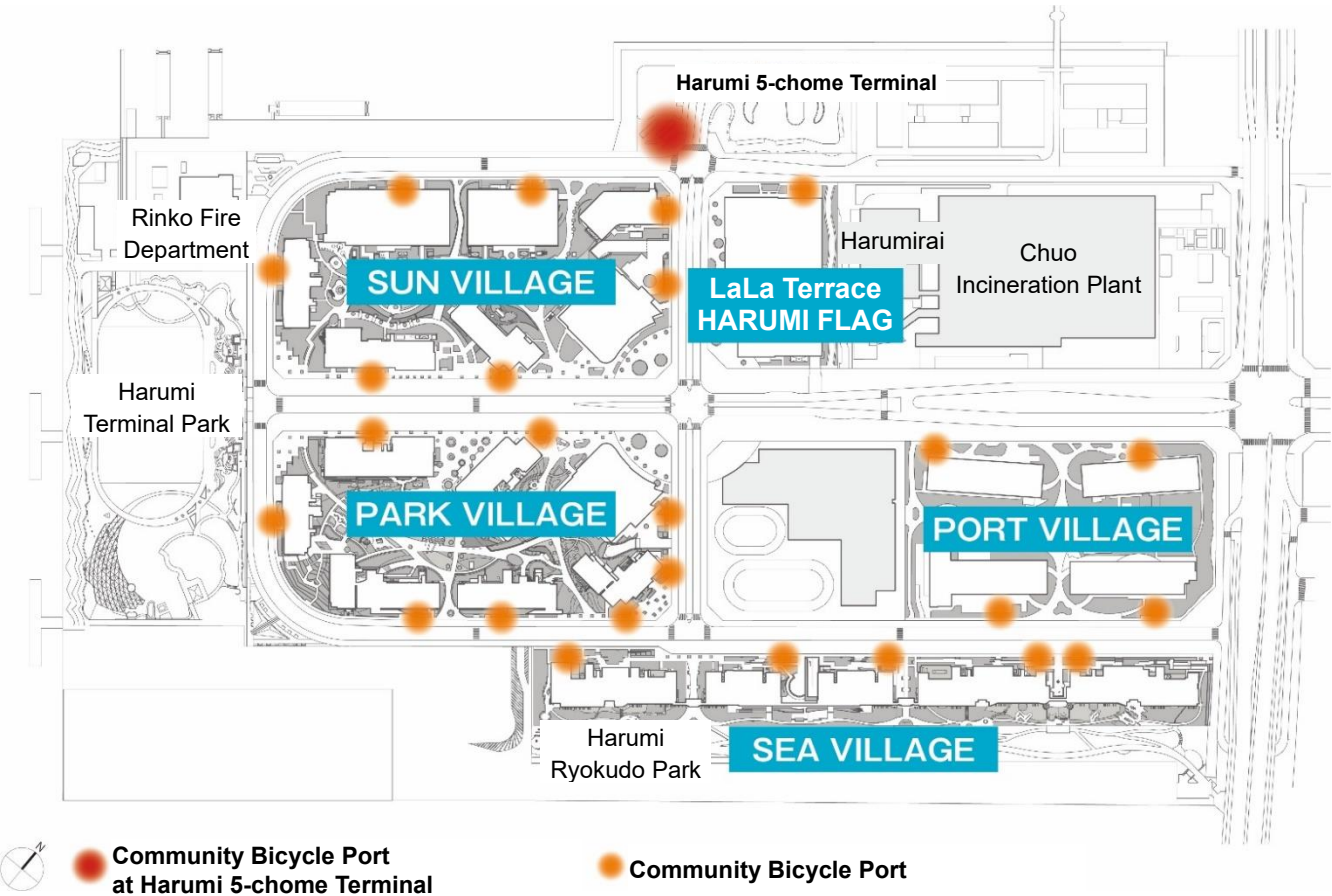 Harumi 5-chome Terminal
Rinko Fire
Department
SUN VILLAGE
LaLa Terrace
HARUMI FLAG
Harumirai
Chuo
Incineration Plant
Harumi
Terminal Park
PARK VILLAGE
PORT VILLAGE
Harumi
Ryokudo Park
SEA VILLAGE
N
Community Bicycle Port
at Harumi 5-chome Terminal
Community Bicycle Port